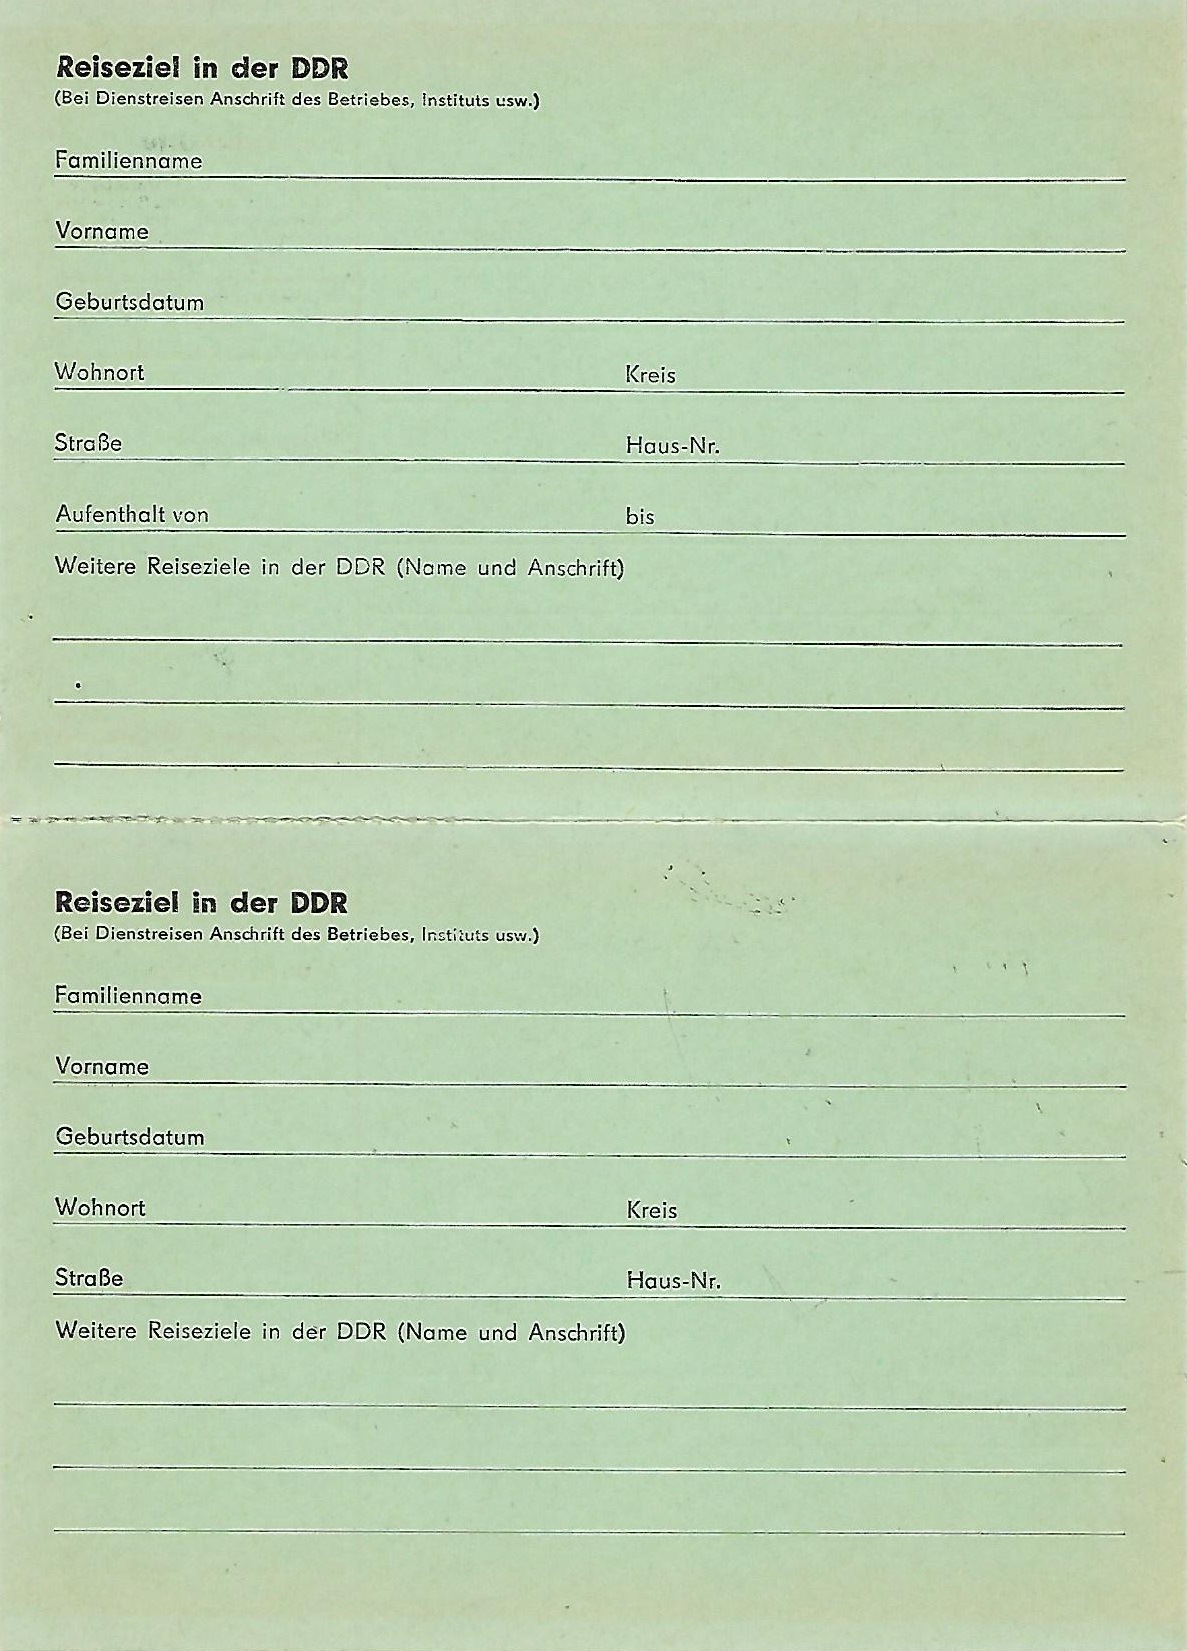 Reiseziel in der DDR
(Bei Dienstreisen Anschrift des Betriebes, Instituts usw.)
Familienname
Vorname
Geburtsdatum
Wohnort Kreis
Straße Haus-Nr.
Aufenthalt von bis
Weitere Reiseziele in der DDR (Name und Anschrift)
Reiseziel in der DDR
(Bei Dienstreisen Anschrift des Betriebes, Instituts usw.)
Familienname
Vorname
Geburtsdatum
Wohnort Kreis
Straße Haus-Nr.
Weitere Reiseziele in der DDR (Name und Anschrift)